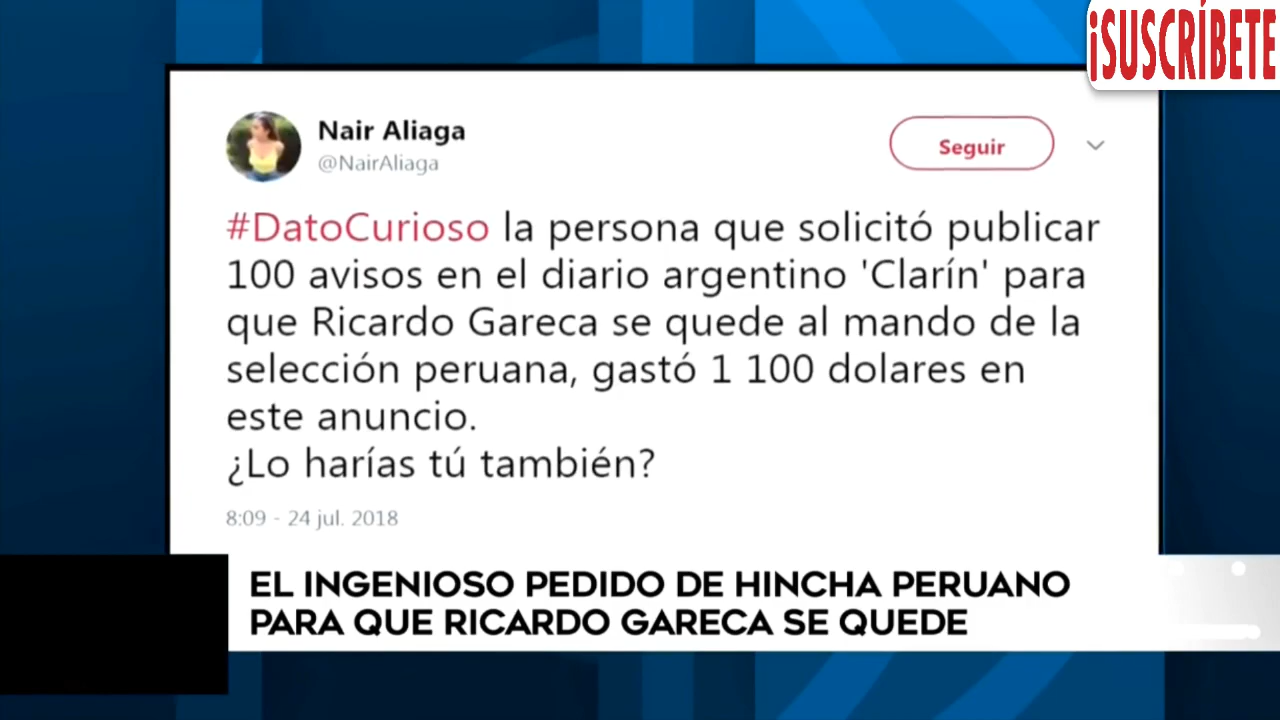 ¡SUSCRÍBETE
Nair Aliaga
@NairAliaga
Seguir
#DatoCurioso la persona que solicitó publicar
100 avisos en el diario argentino 'Clarín' para
que Ricardo Gareca se quede al mando de la
selección peruana, gastó 1 100 dolares en
este anuncio.
¿Lo harías tú también?
8:09 - 24 jul. 2018
EL INGENIOSO PEDIDO DE HINCHA PERUANO
PARA QUE RICARDO GARECA SE QUEDE